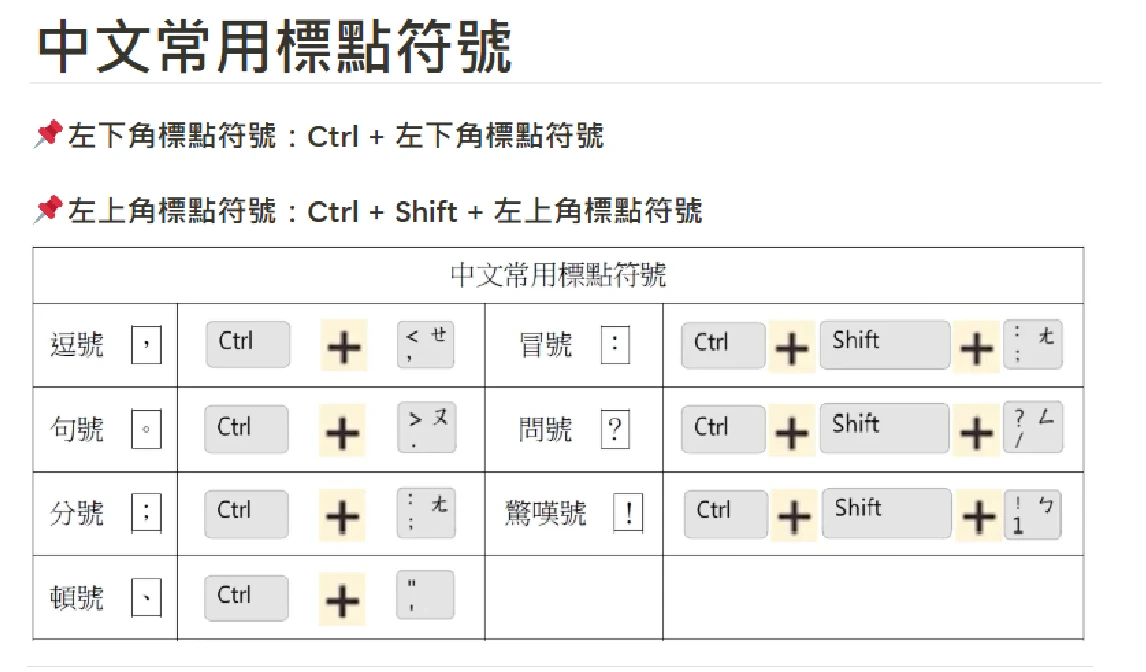 中文常用標點符號
📌左下角標點符號：Ctrl + 左下角標點符號
📌左上角標點符號：Ctrl + Shift + 左上角標點符號
中文常用標點符號
逗號 ， Ctrl + < ㄝ , 冒號 ： Ctrl + Shift + : ㄤ ;
句號 。 Ctrl + > ㄡ . 問號 ？ Ctrl + Shift + ? ㄥ /
分號 ； Ctrl + : ㄤ ; 驚嘆號 ！ Ctrl + Shift + ! ㄅ 1
頓號 、 Ctrl + " '